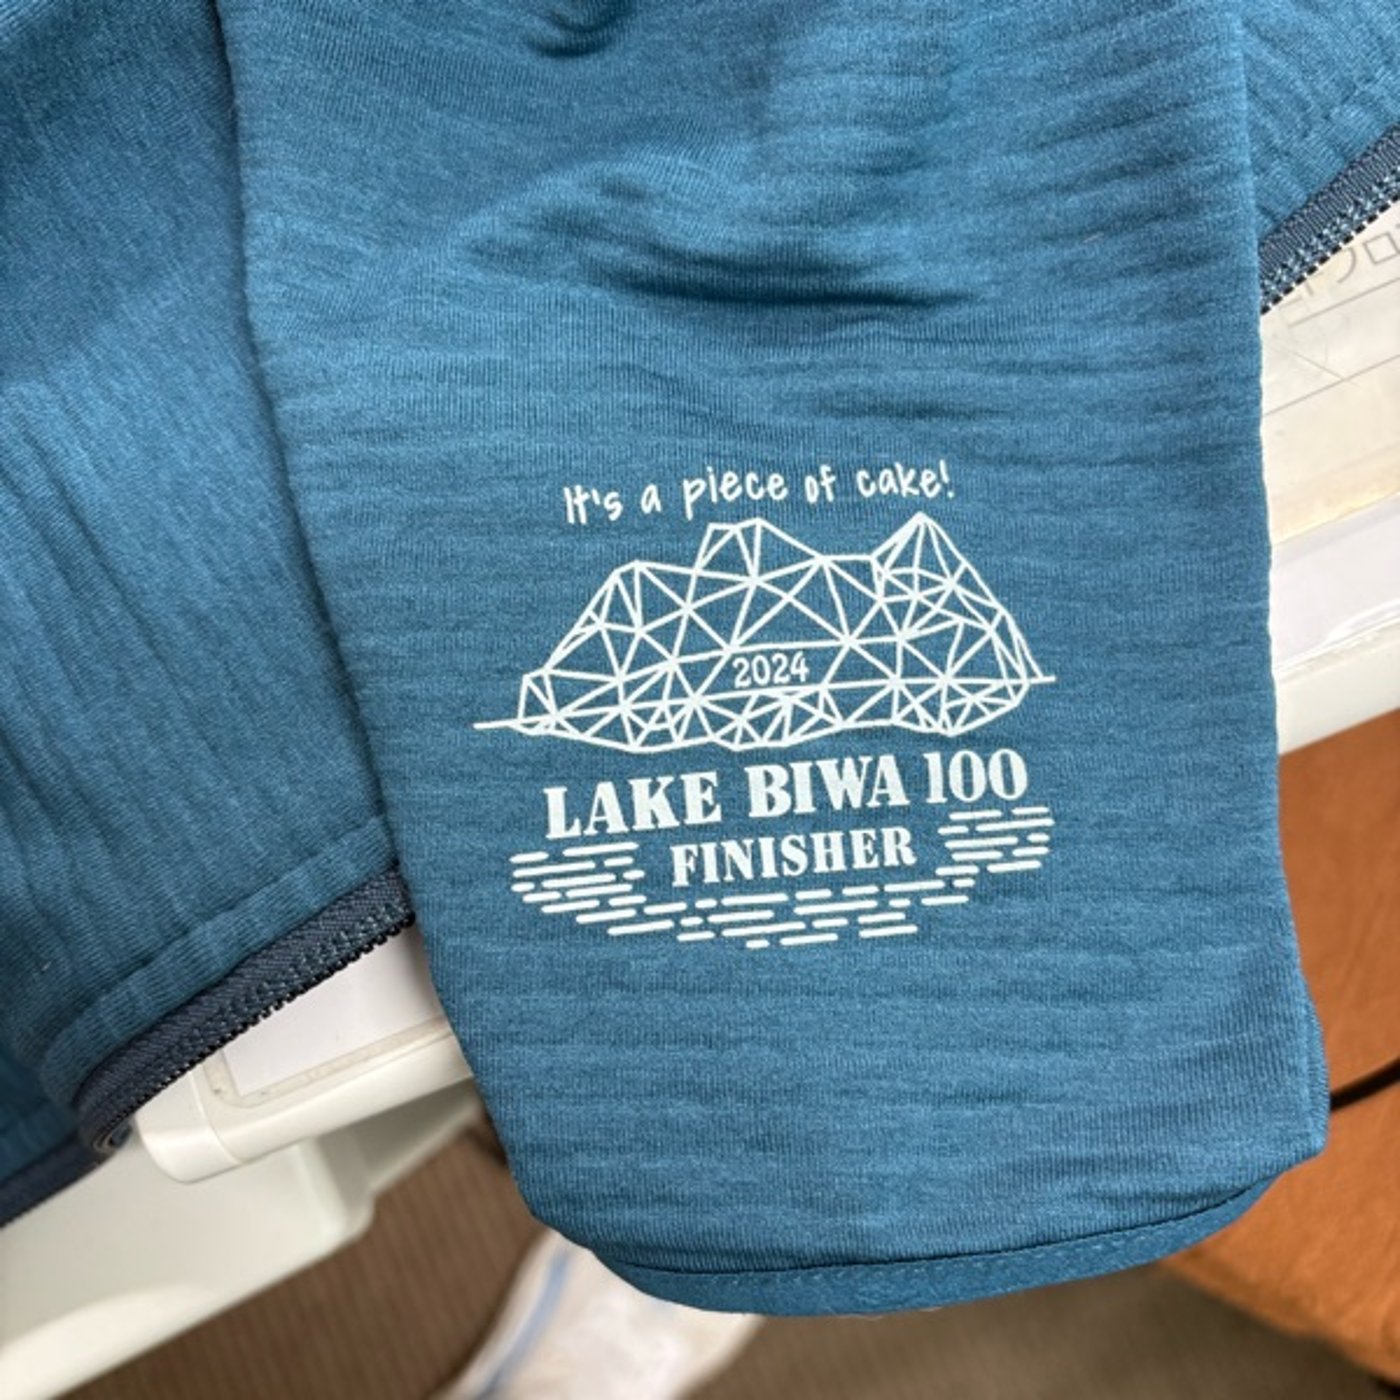 It's a piece of cake!
2024
LAKE BIWA 100
FINISHER